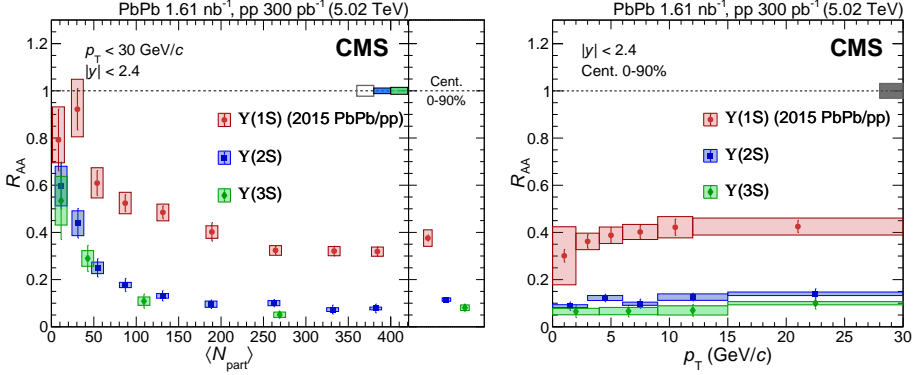 PbPb 1.61 nb⁻¹, pp 300 pb⁻¹ (5.02 TeV)
CMS
p_T < 30 GeV/c
|y| < 2.4
Cent.
0-90%
ϒ(1S) (2015 PbPb/pp)
ϒ(2S)
ϒ(3S)
R_AA
0 0.2 0.4 0.6 0.8 1 1.2
0 50 100 150 200 250 300 350 400
⟨N_part⟩
PbPb 1.61 nb⁻¹, pp 300 pb⁻¹ (5.02 TeV)
CMS
|y| < 2.4
Cent. 0-90%
ϒ(1S) (2015 PbPb/pp)
ϒ(2S)
ϒ(3S)
R_AA
0 0.2 0.4 0.6 0.8 1 1.2
0 5 10 15 20 25 30
p_T (GeV/c)